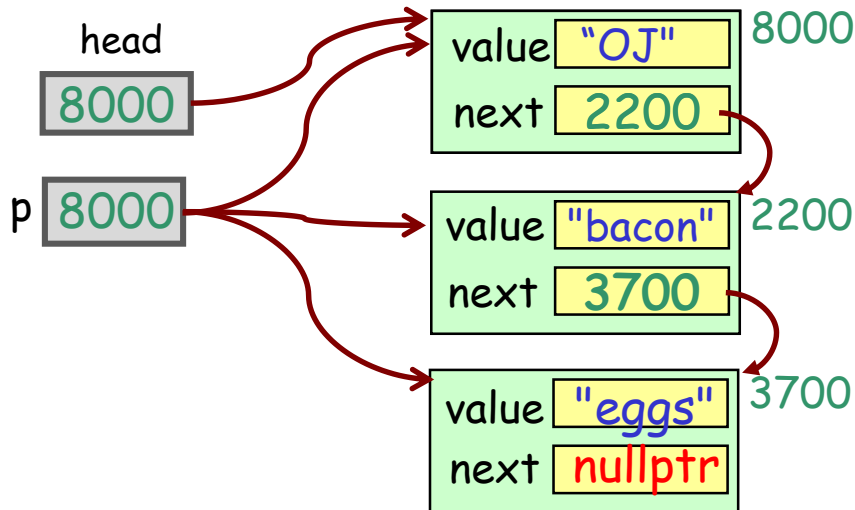 head
8000
p 8000
value “OJ"
next 2200
8000
value "bacon"
next 3700
2200
value "eggs"
next nullptr
3700